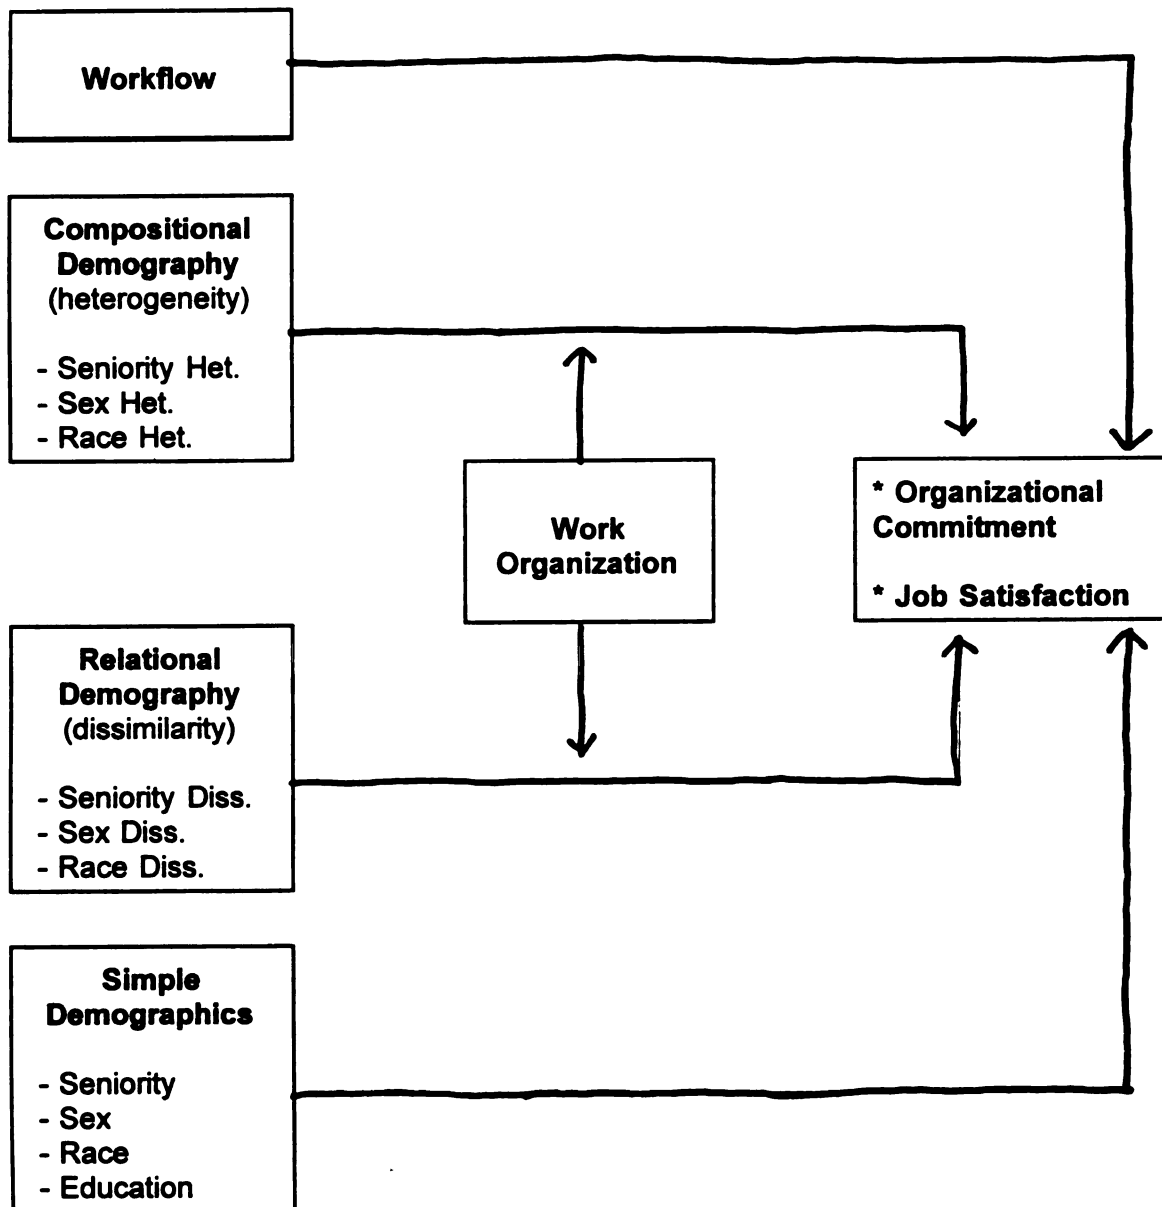 Workflow
Compositional
Demography
(heterogeneity)
- Seniority Het.
- Sex Het.
- Race Het.
Work
Organization
* Organizational
Commitment
* Job Satisfaction
Relational
Demography
(dissimilarity)
- Seniority Diss.
- Sex Diss.
- Race Diss.
Simple
Demographics
- Seniority
- Sex
- Race
- Education